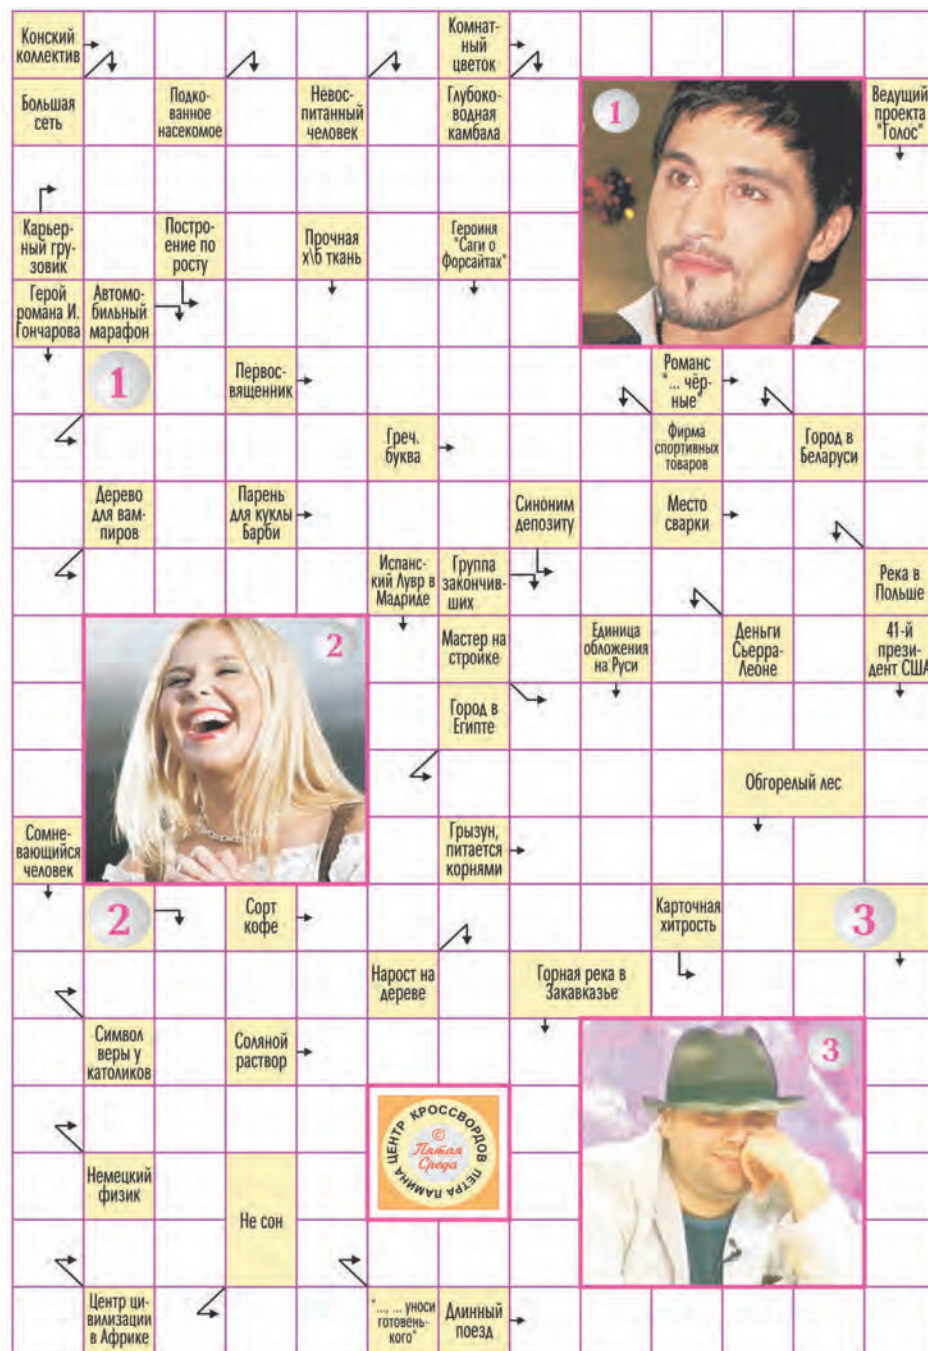 Конский
коллектив
Комнат-
ный
цветок
Большая
сеть
Подко-
ванное
насекомое
Невос-
питанный
человек
Глубоко-
водная
камбала
1
Ведущий
проекта
"Голос"
Карьер-
ный гру-
зовик
Постро-
ение по
росту
Прочная
х\б ткань
Героиня
"Саги о
Форсайтах"
Герой
романа И.
Гончарова
Автомо-
бильный
марафон
1
Первос-
вященник
Романс
"... чёр-
ные"
Греч.
буква
Фирма
спортивных
товаров
Город в
Беларуси
Дерево
для вам-
пиров
Парень
для куклы
Барби
Синоним
депозиту
Место
сварки
Испанс-
кий Лувр в
Мадриде
Группа
закончив-
ших
Река в
Польше
2
Мастер на
стройке
Единица
обложения
на Руси
Деньги
Сьерра-
Леоне
41-й
прези-
дент США
Город в
Египте
Обгорелый лес
Сомне-
вающийся
человек
Грызун,
питается
корнями
2
Сорт
кофе
Карточная
хитрость
3
Нарост на
дереве
Горная река в
Закавказье
Символ
веры у
католиков
Соляной
раствор
3
ЦЕНТР КРОССВОРДОВ ПЕТРА ЛАМИНА
©
Пятая
Среда
Немецкий
физик
Не сон
Центр ци-
вилизации
в Африке
"..., ... уноси
готовень-
кого"
Длинный
поезд